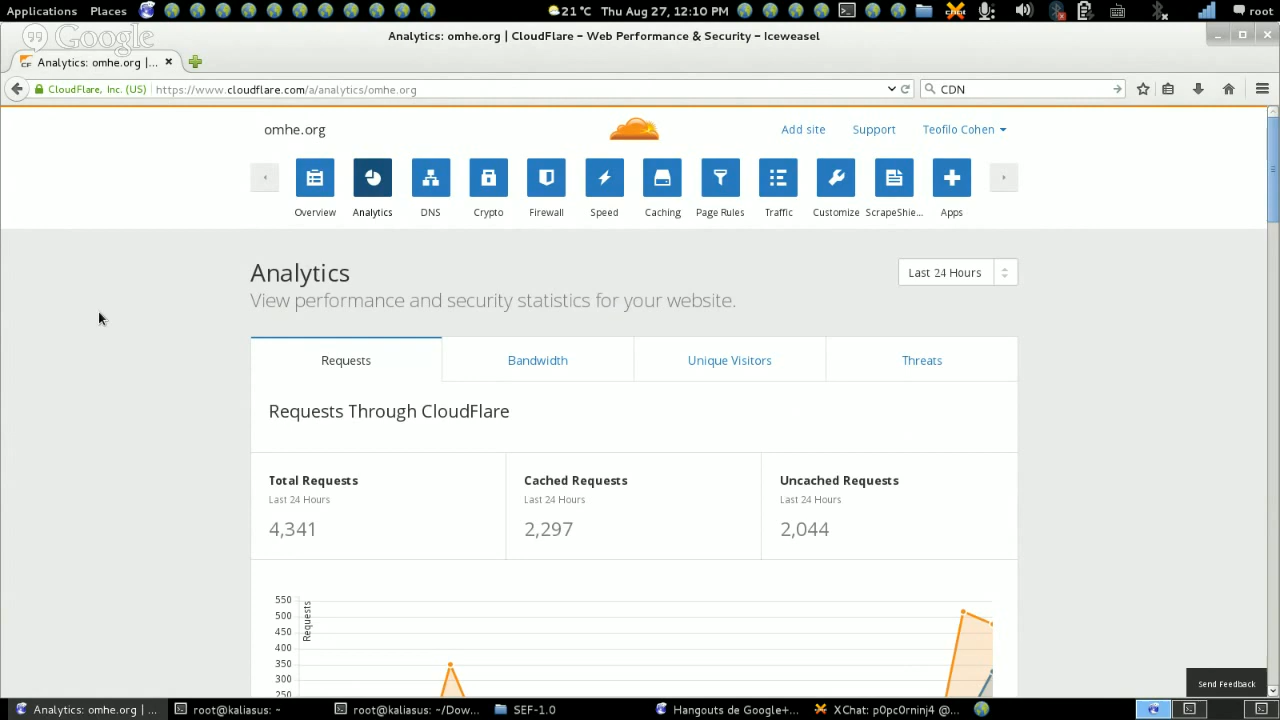 Applications Places 21 °C Thu Aug 27, 12:10 PM root
Google
Analytics: omhe.org | CloudFlare - Web Performance & Security - Iceweasel
Analytics: omhe.org |...
CloudFlare, Inc. (US) https://www.cloudflare.com/a/analytics/omhe.org CDN
omhe.org Add site Support Teofilo Cohen
Overview Analytics DNS Crypto Firewall Speed Caching Page Rules Traffic Customize ScrapeShie... Apps
Analytics
Last 24 Hours
View performance and security statistics for your website.
Requests Bandwidth Unique Visitors Threats
Requests Through CloudFlare
Total Requests Cached Requests Uncached Requests
Last 24 Hours Last 24 Hours Last 24 Hours
4,341 2,297 2,044
550
500
450
400
350
300
250
Requests
Send Feedback
Analytics: omhe.org | ... root@kaliasus: ~ root@kaliasus: ~/Dow... SEF-1.0 Hangouts de Google+... XChat: p0pc0rninj4 @...